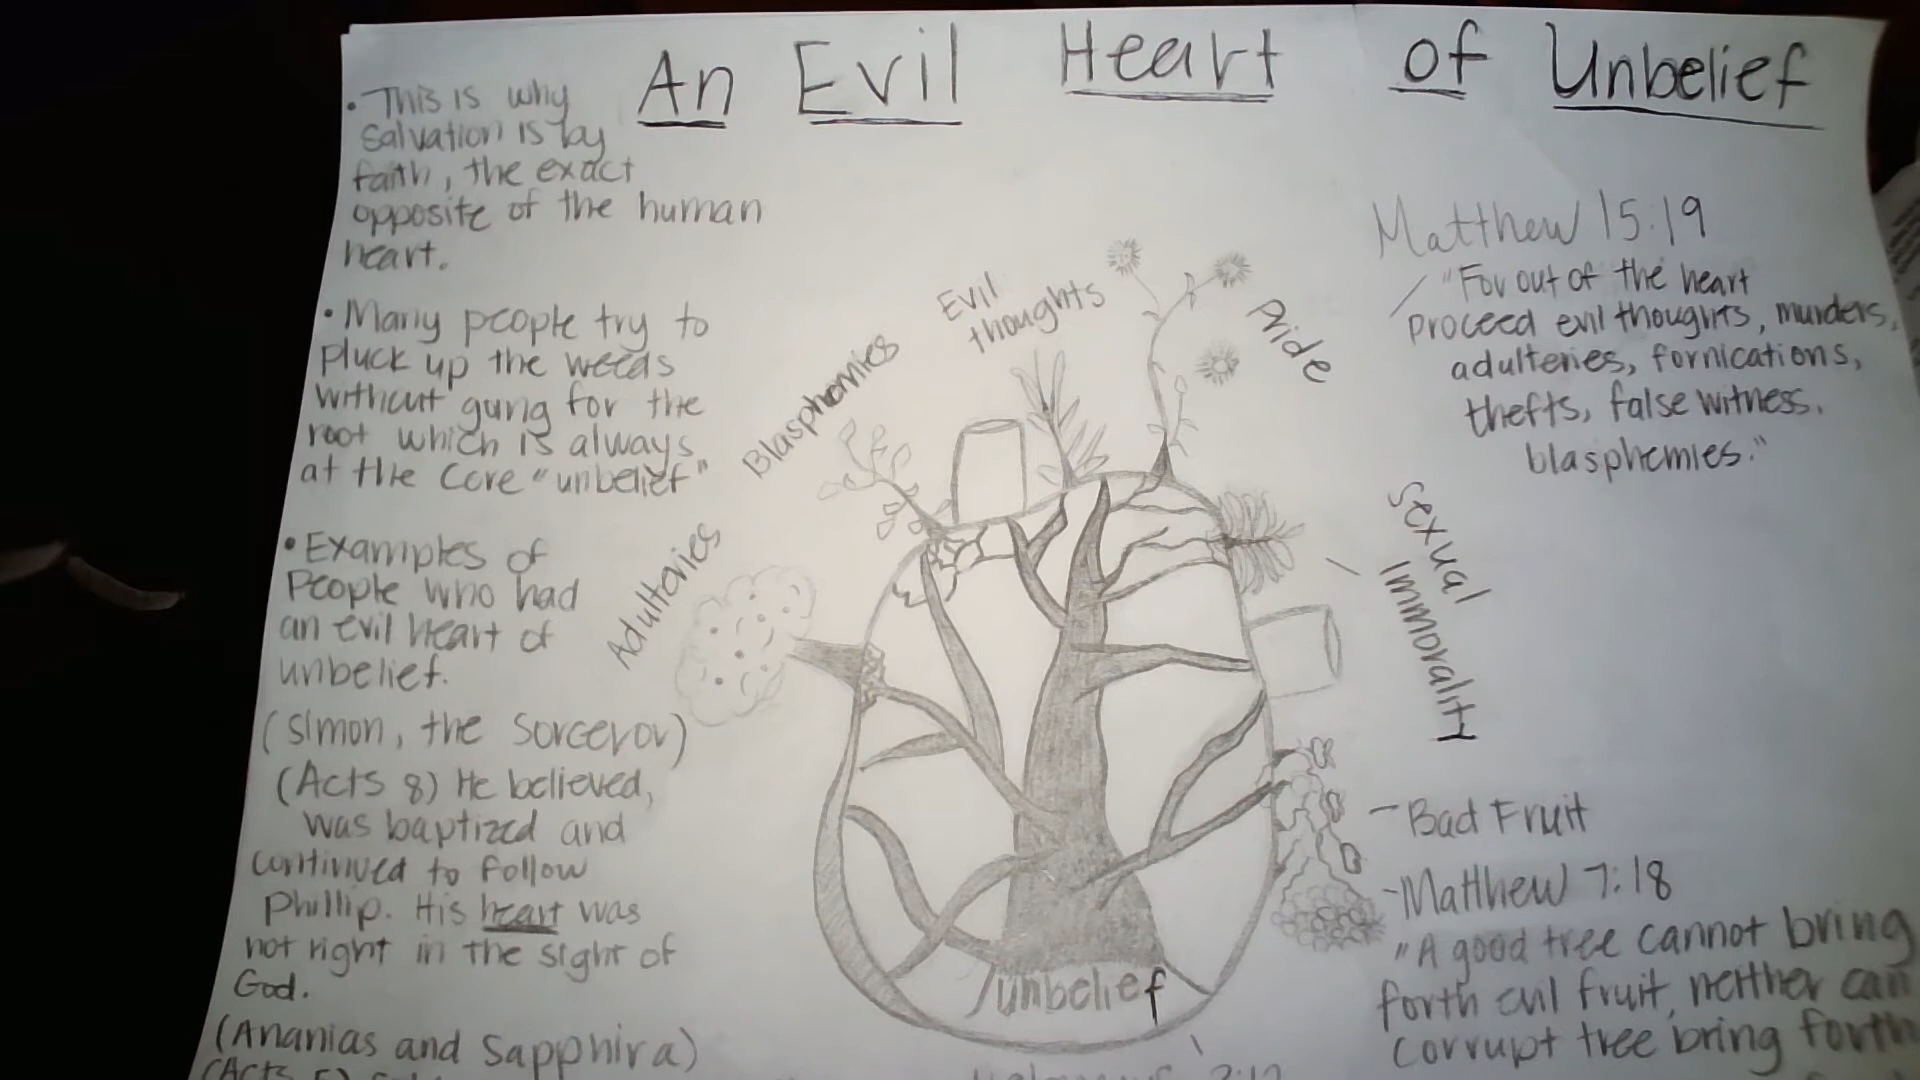 An Evil Heart of Unbelief
• This is why
salvation is by
faith, the exact
opposite of the human
heart.
• Many people try to
pluck up the weeds
without gung for the
root which is always
at the core "unbelief"
• Examples of
People who had
an evil heart of
unbelief.
(Simon, the Sorceror)
(Acts 8) He believed,
was baptized and
continued to follow
Phillip. His heart was
not right in the sight of
God.
(Ananias and Sapphira)
(Acts 5)
Adulteries
Blasphemies
Evil
thoughts
Pride
Sexual
Immorality
unbelief
3:12
Matthew 15:19
"For out of the heart
proceed evil thoughts, murders,
adulteries, fornications,
thefts, false witness,
blasphemies."
- Bad Fruit
- Matthew 7:18
"A good tree cannot bring
forth evil fruit, neither can
corrupt tree bring forth